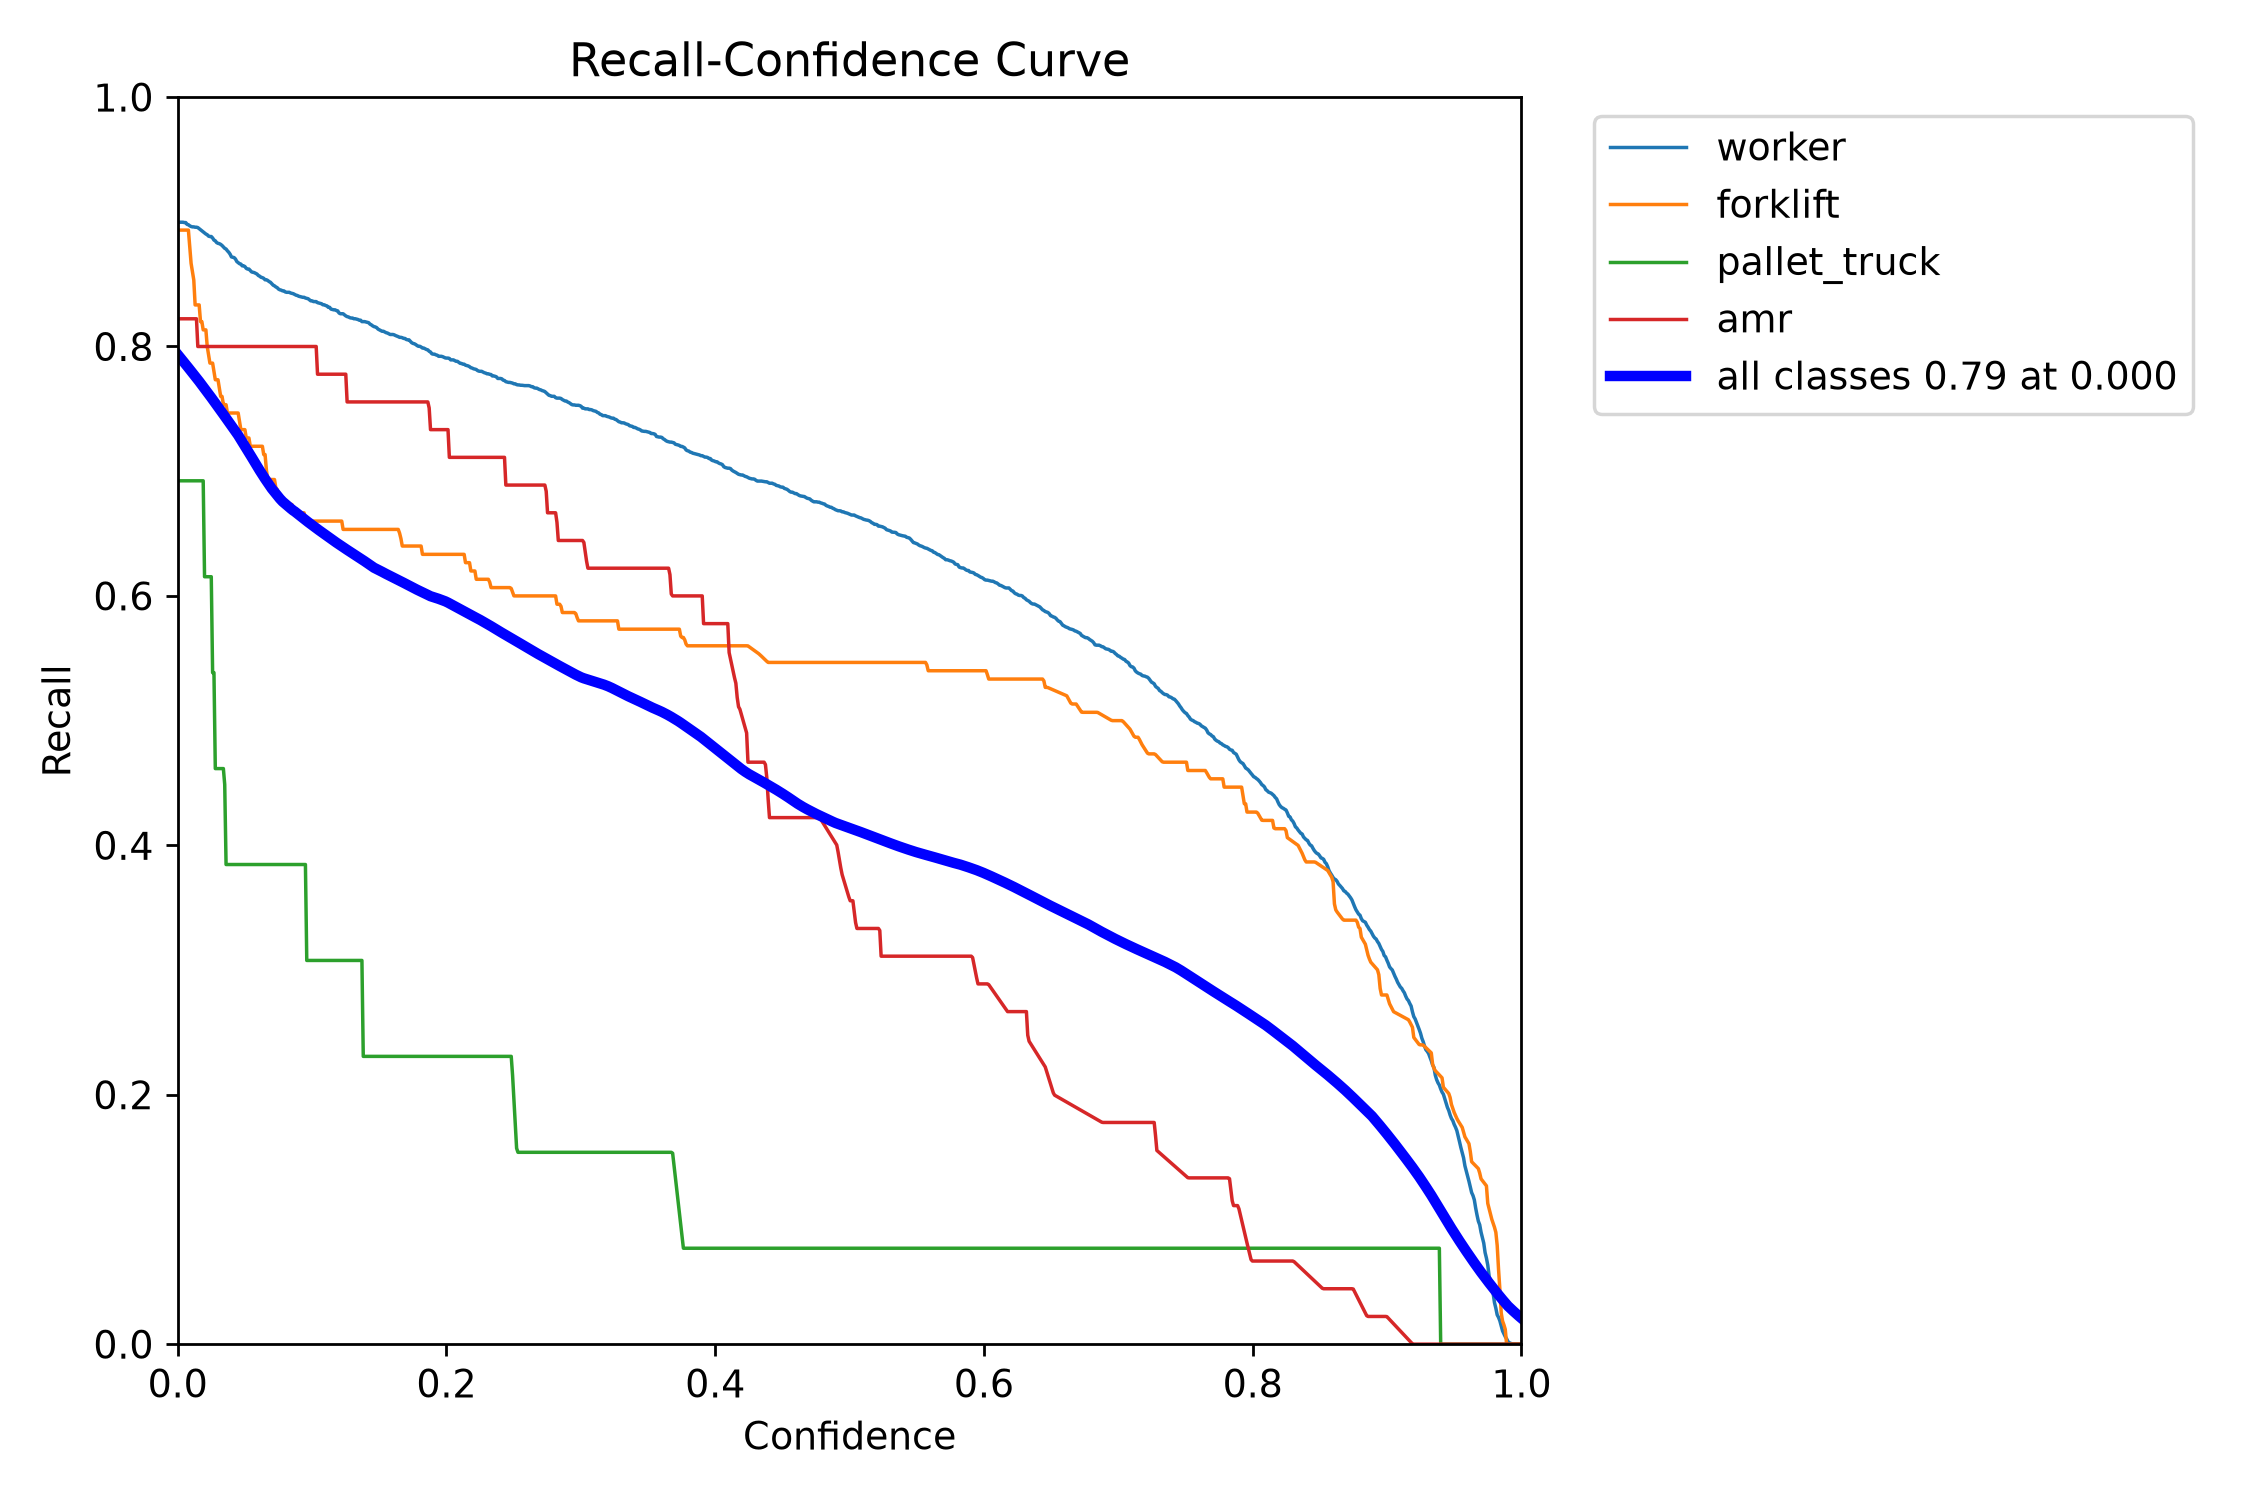 Recall-Confidence Curve
1.0
0.8
0.6
0.4
0.2
0.0
Recall
0.0 0.2 0.4 0.6 0.8 1.0
Confidence
worker
forklift
pallet_truck
amr
all classes 0.79 at 0.000